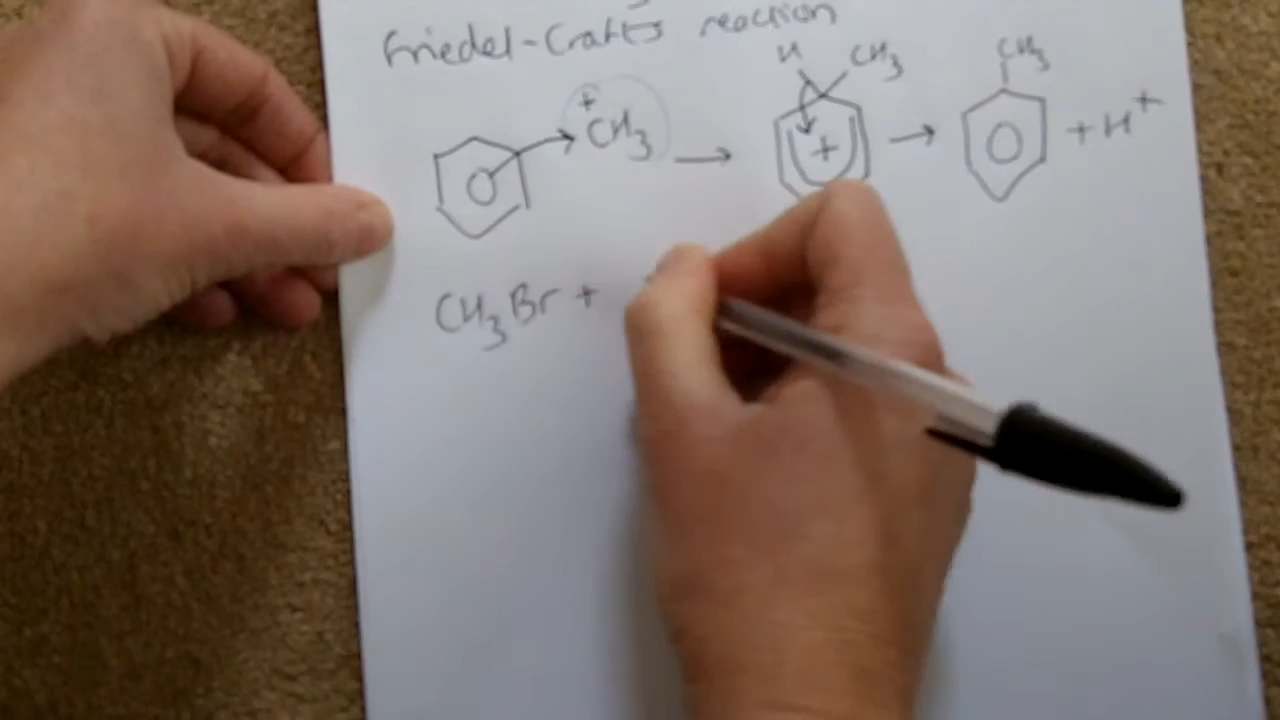 Friedel-Crafts reaction
+CH3 → H CH3 + → CH3 + H+
CH3Br +